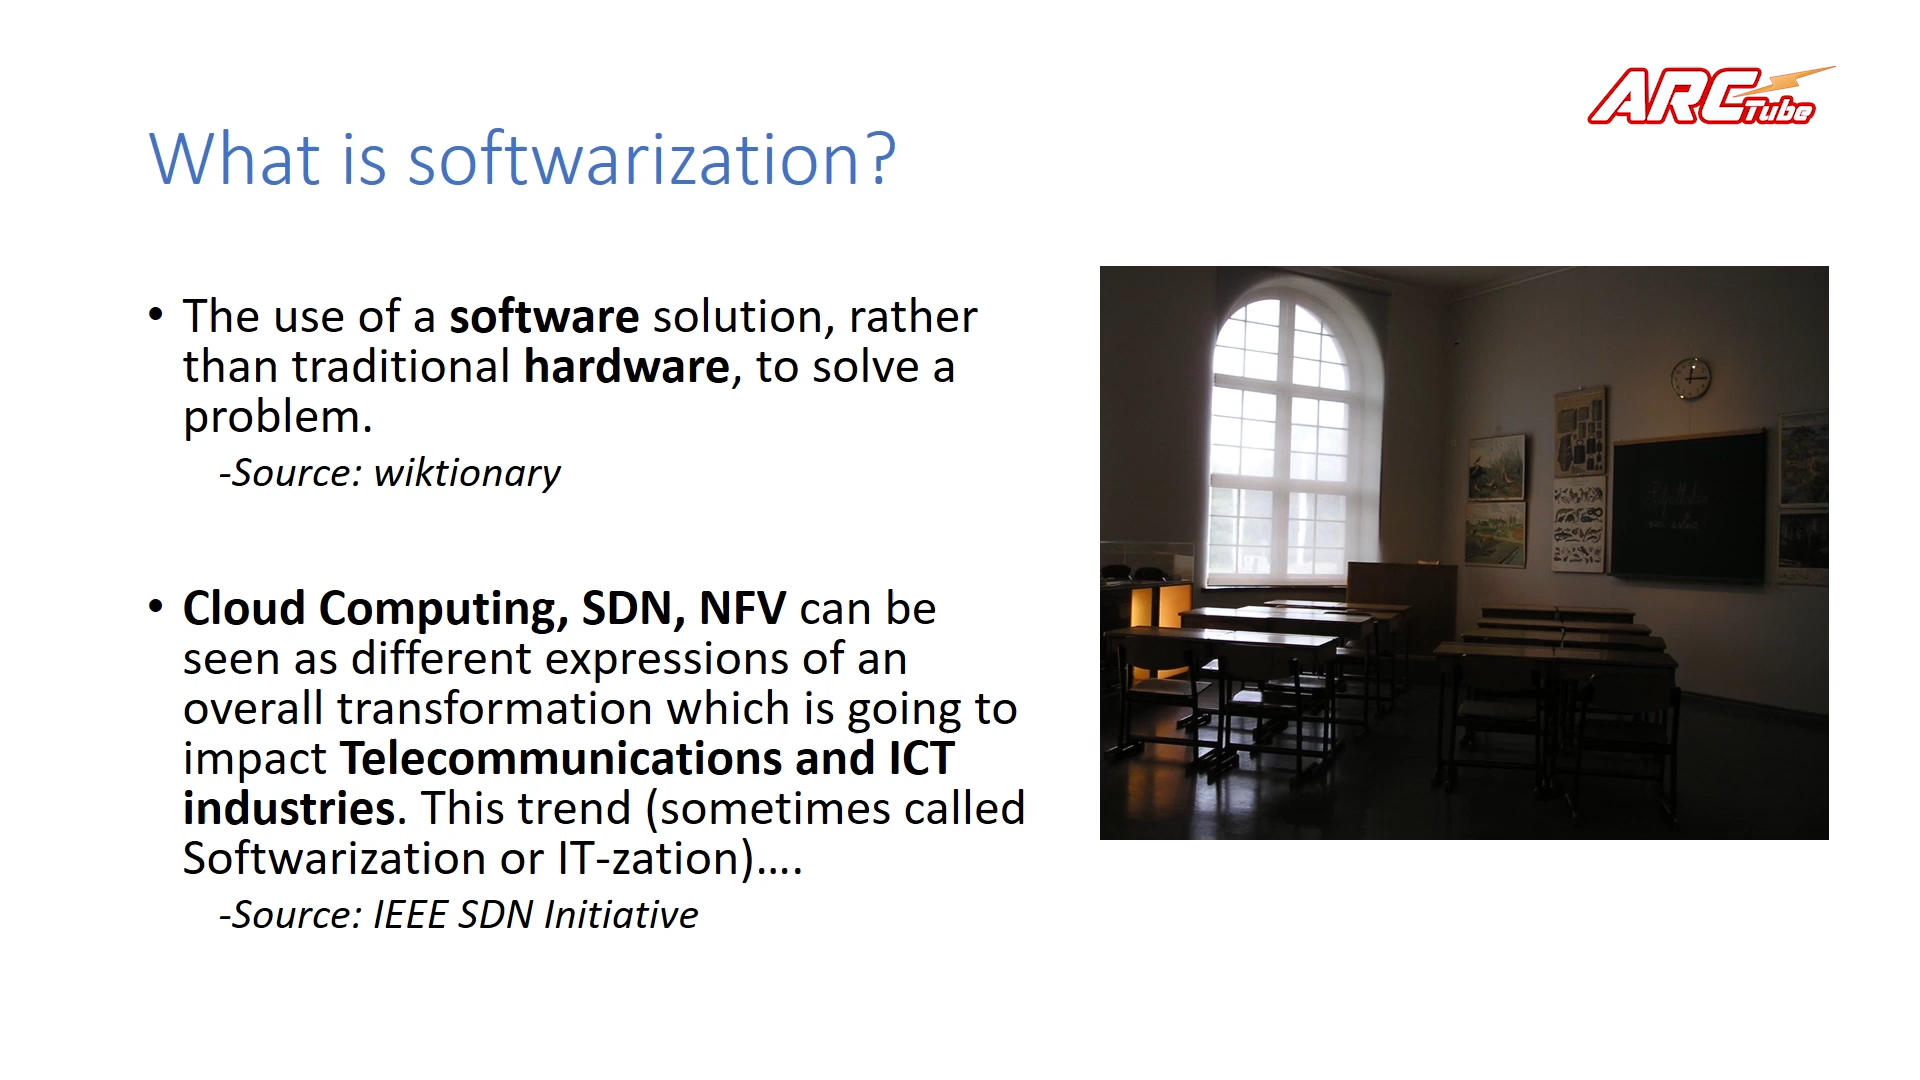 ARC Tube
What is softwarization?
• The use of a software solution, rather
than traditional hardware, to solve a
problem.
-Source: wiktionary
• Cloud Computing, SDN, NFV can be
seen as different expressions of an
overall transformation which is going to
impact Telecommunications and ICT
industries. This trend (sometimes called
Softwarization or IT-zation)….
-Source: IEEE SDN Initiative